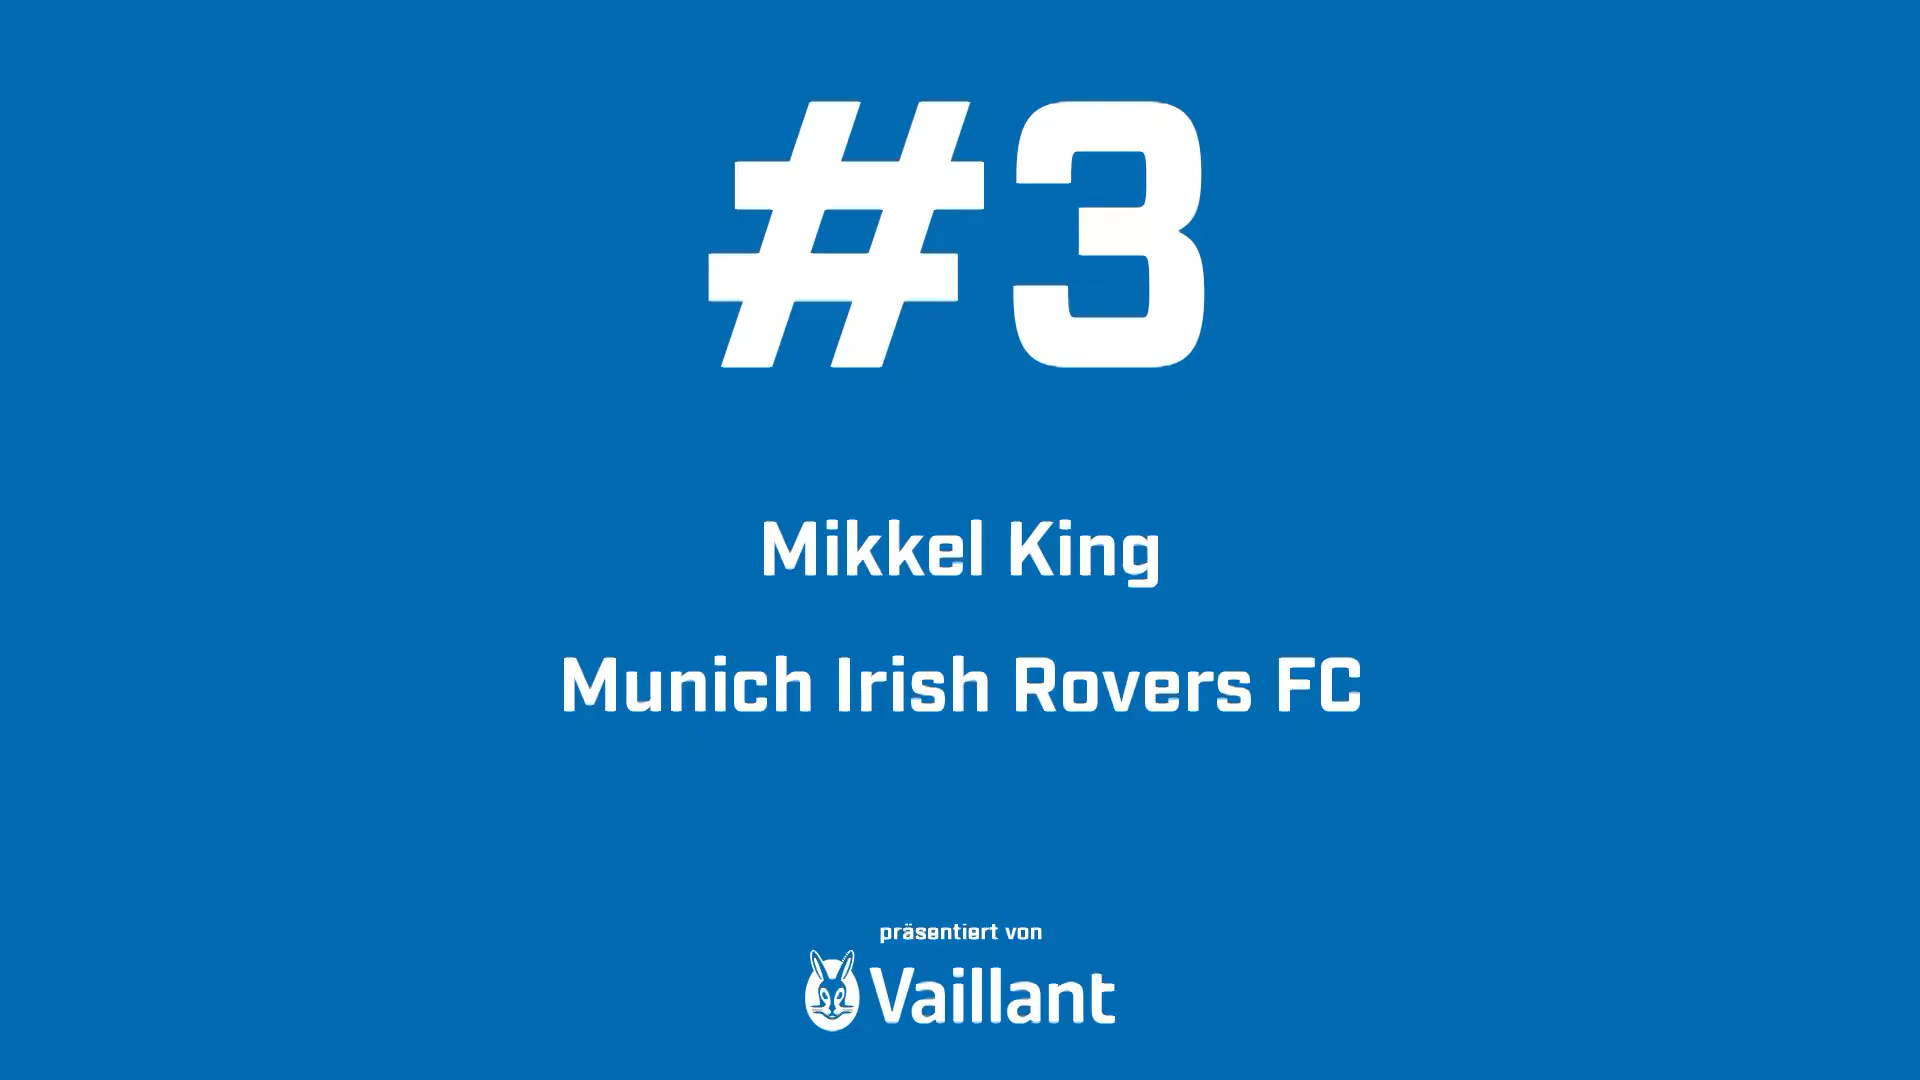 #3
Mikkel King
Munich Irish Rovers FC
präsentiert von
Vaillant